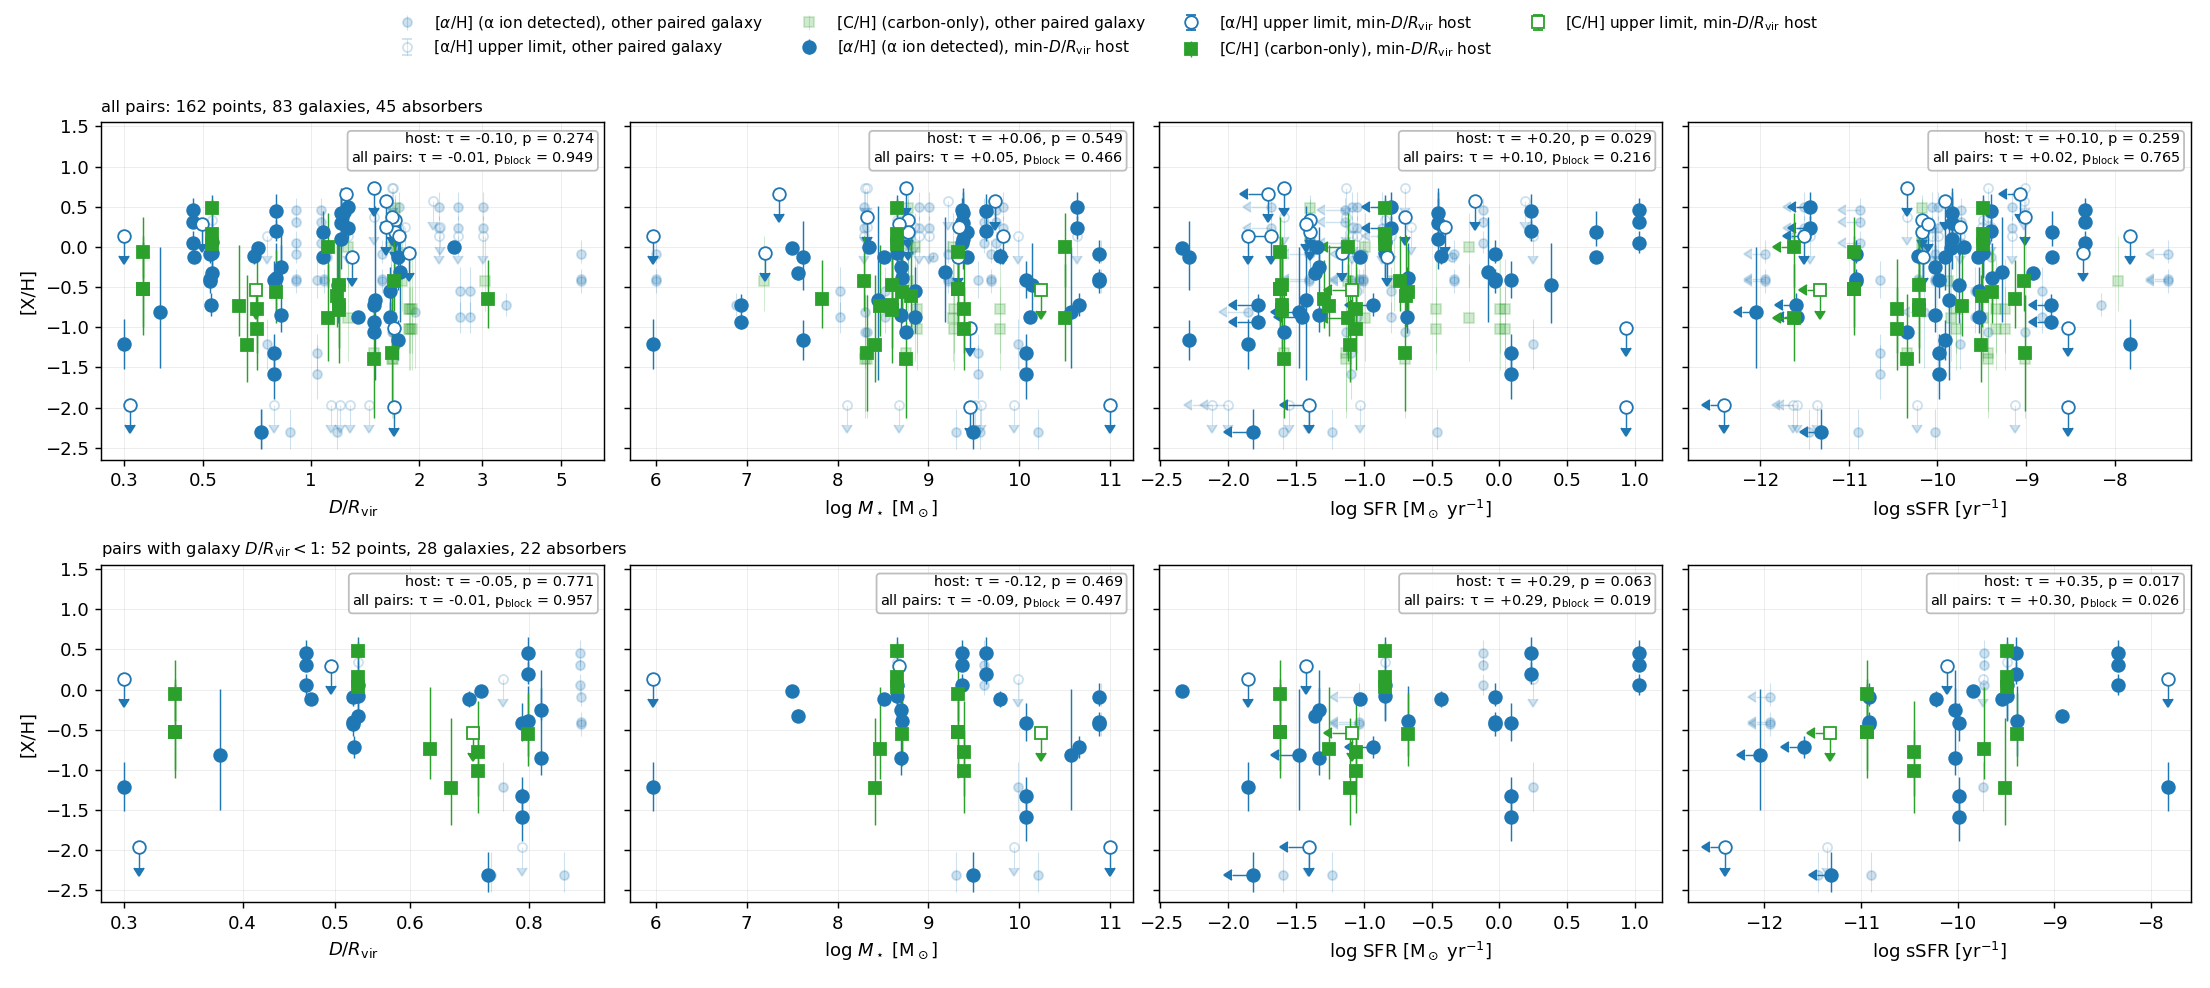 [α/H] (α ion detected), other paired galaxy
[α/H] upper limit, other paired galaxy
[C/H] (carbon-only), other paired galaxy
[α/H] (α ion detected), min-D/Rvir host
[α/H] upper limit, min-D/Rvir host
[C/H] (carbon-only), min-D/Rvir host
[C/H] upper limit, min-D/Rvir host
all pairs: 162 points, 83 galaxies, 45 absorbers
host: τ = -0.10, p = 0.274
all pairs: τ = -0.01, pblock = 0.949
host: τ = +0.06, p = 0.549
all pairs: τ = +0.05, pblock = 0.466
host: τ = +0.20, p = 0.029
all pairs: τ = +0.10, pblock = 0.216
host: τ = +0.10, p = 0.259
all pairs: τ = +0.02, pblock = 0.765
1.5
1.0
0.5
0.0
−0.5
−1.0
−1.5
−2.0
−2.5
[X/H]
0.3 0.5 1 2 3 5
D/Rvir
6 7 8 9 10 11
log M⋆ [M⊙]
−2.5 −2.0 −1.5 −1.0 −0.5 0.0 0.5 1.0
log SFR [M⊙ yr−1]
−12 −11 −10 −9 −8
log sSFR [yr−1]
pairs with galaxy D/Rvir < 1: 52 points, 28 galaxies, 22 absorbers
host: τ = -0.05, p = 0.771
all pairs: τ = -0.01, pblock = 0.957
host: τ = -0.12, p = 0.469
all pairs: τ = -0.09, pblock = 0.497
host: τ = +0.29, p = 0.063
all pairs: τ = +0.29, pblock = 0.019
host: τ = +0.35, p = 0.017
all pairs: τ = +0.30, pblock = 0.026
1.5
1.0
0.5
0.0
−0.5
−1.0
−1.5
−2.0
−2.5
[X/H]
0.3 0.4 0.5 0.6 0.8
D/Rvir
6 7 8 9 10 11
log M⋆ [M⊙]
−2.5 −2.0 −1.5 −1.0 −0.5 0.0 0.5 1.0
log SFR [M⊙ yr−1]
−12 −11 −10 −9 −8
log sSFR [yr−1]